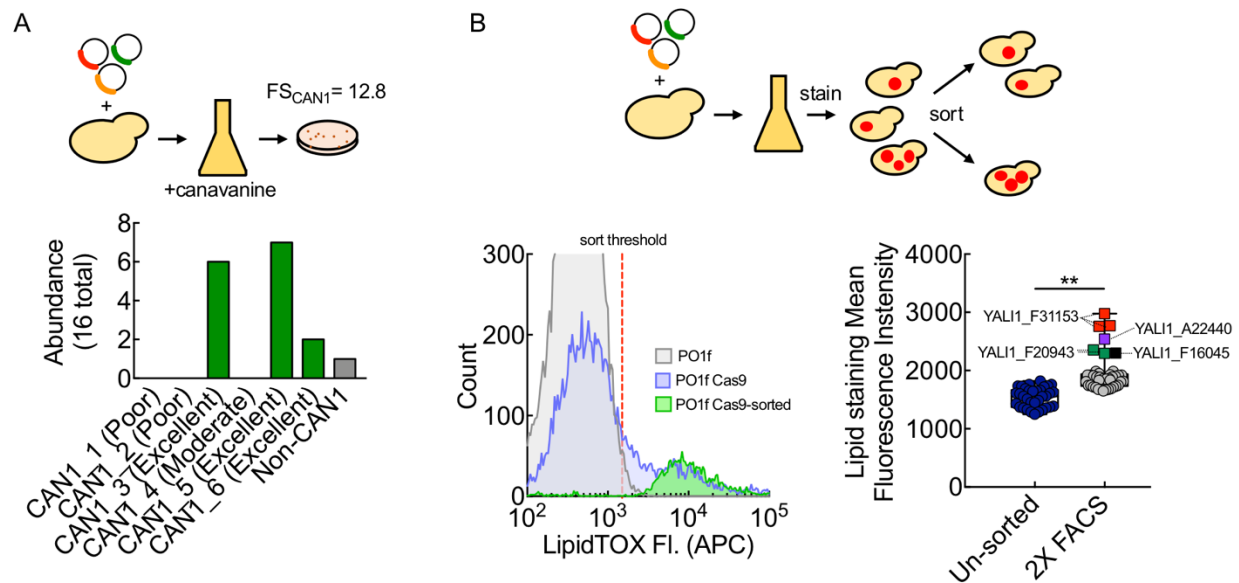 A
B
+
FS_CAN1= 12.8
+canavanine
+
stain
sort
Abundance
(16 total)
8
6
4
2
0
CAN1_1 (Poor)
CAN1_2 (Poor)
CAN1_3 (Excellent)
CAN1_4 (Moderate)
CAN1_5 (Excellent)
CAN1_6 (Excellent)
Non-CAN1
sort threshold
Count
300
200
100
0
PO1f
PO1f Cas9
PO1f Cas9-sorted
10^2
10^3
10^4
10^5
LipidTOX Fl. (APC)
Lipid staining Mean
Fluorescence Instensity
4000
3000
2000
1000
0
**
YALI1_F31153
YALI1_A22440
YALI1_F20943
YALI1_F16045
Un-sorted
2X FACS